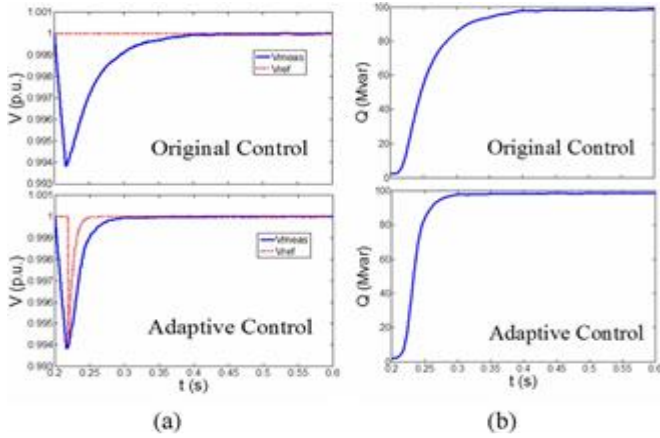 1.001
1
0.999
0.998
0.997
0.996
0.995
0.994
0.993
V (p.u.)
Vmeas
Vref
Original Control
1.001
1
0.999
0.998
0.997
0.996
0.995
0.994
0.993
V (p.u.)
Vmeas
Vref
Adaptive Control
0.2 0.25 0.3 0.35 0.4 0.45 0.5 0.55 0.6
t (s)
(a)
100
80
60
40
20
0
Q (Mvar)
Original Control
100
80
60
40
20
0
Q (Mvar)
Adaptive Control
0.2 0.25 0.3 0.35 0.4 0.45 0.5 0.55 0.6
t (s)
(b)